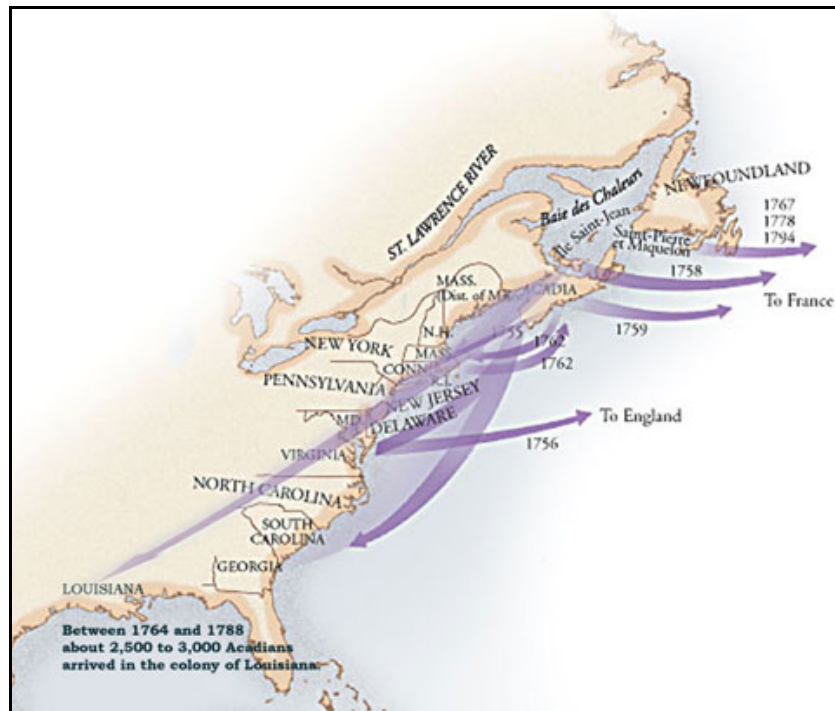 NEWFOUNDLAND
1767
1778
1794
Baie des Chaleurs
Île Saint-Jean
Saint-Pierre
et Miquelon
ST. LAWRENCE RIVER
1758
To France
MASS.
(Dist. of
ACADIA
1759
1755
1762
1762
N.H.
NEW YORK
MASS.
CONN.
R.I.
PENNSYLVANIA
NEW JERSEY
MD.
DELAWARE
To England
1756
VIRGINIA
NORTH CAROLINA
SOUTH
CAROLINA
GEORGIA
LOUISIANA
Between 1764 and 1788
about 2,500 to 3,000 Acadians
arrived in the colony of Louisiana.